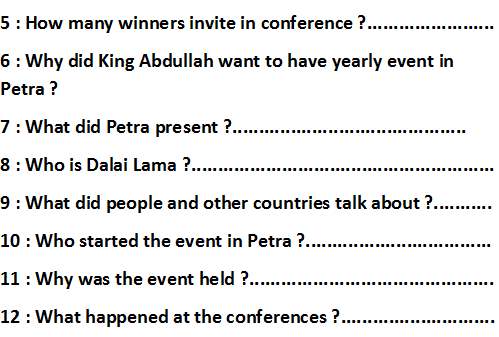 5 : How many winners invite in conference ?........................
6 : Why did King Abdullah want to have yearly event in
Petra ?
7 : What did Petra present ?............................................
8 : Who is Dalai Lama ?.........................................................
9 : What did people and other countries talk about ?...........
10 : Who started the event in Petra ?...................................
11 : Why was the event held ?..............................................
12 : What happened at the conferences ?.............................